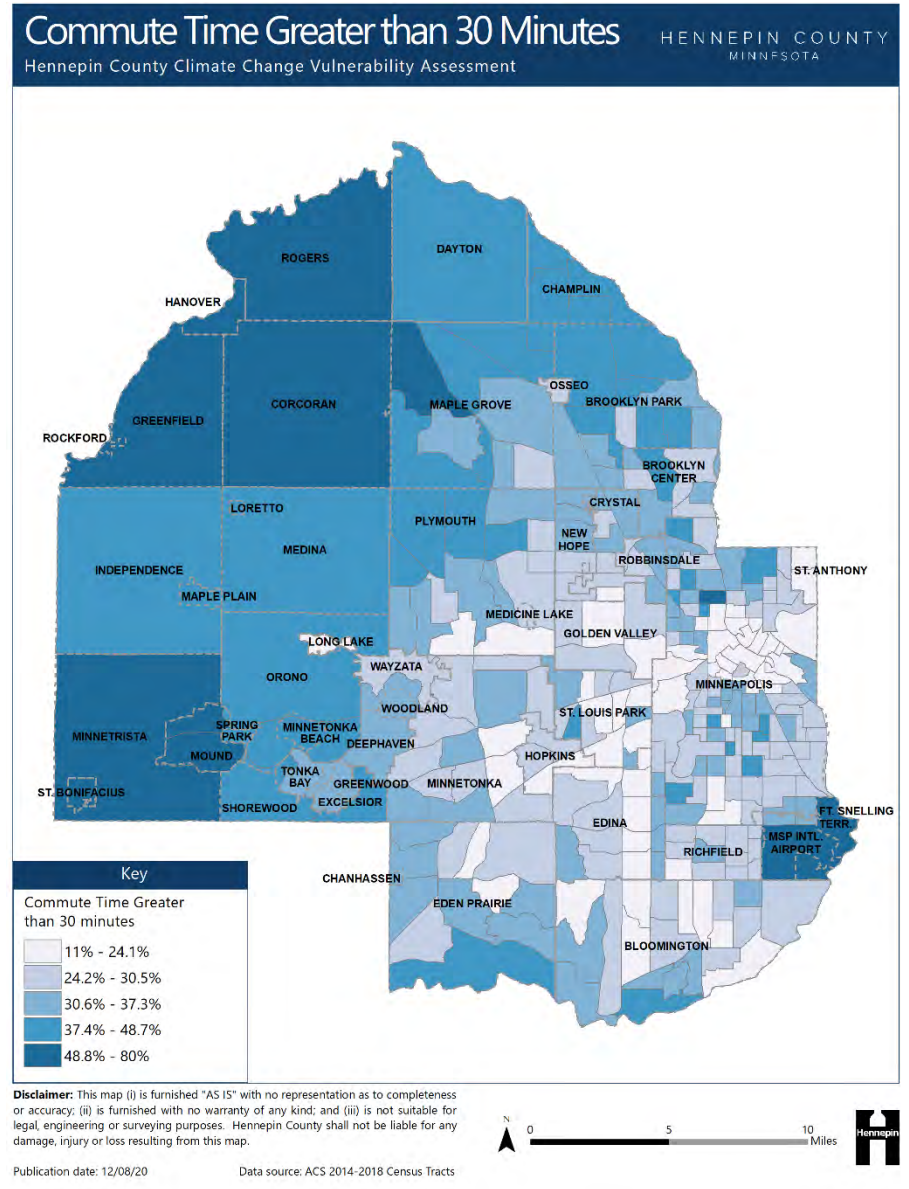 Commute Time Greater than 30 Minutes
HENNEPIN COUNTY
MINNESOTA
Hennepin County Climate Change Vulnerability Assessment
ROGERS
DAYTON
CHAMPLIN
HANOVER
OSSEO
BROOKLYN PARK
MAPLE GROVE
CORCORAN
GREENFIELD
ROCKFORD
BROOKLYN
CENTER
CRYSTAL
LORETTO
PLYMOUTH
NEW
HOPE
MEDINA
ROBBINSDALE
INDEPENDENCE
ST. ANTHONY
MAPLE PLAIN
MEDICINE LAKE
GOLDEN VALLEY
LONG LAKE
WAYZATA
ORONO
MINNEAPOLIS
WOODLAND
ST. LOUIS PARK
SPRING
PARK
MINNETONKA
BEACH
MINNETRISTA
DEEPHAVEN
MOUND
HOPKINS
TONKA
BAY
GREENWOOD
MINNETONKA
ST. BONIFACIUS
EXCELSIOR
SHOREWOOD
FT. SNELLING
TERR.
EDINA
MSP INTL.
AIRPORT
RICHFIELD
CHANHASSEN
EDEN PRAIRIE
BLOOMINGTON
Key
Commute Time Greater
than 30 minutes
11% - 24.1%
24.2% - 30.5%
30.6% - 37.3%
37.4% - 48.7%
48.8% - 80%
Disclaimer: This map (i) is furnished "AS IS" with no representation as to completeness
or accuracy; (ii) is furnished with no warranty of any kind; and (iii) is not suitable for
legal, engineering or surveying purposes. Hennepin County shall not be liable for any
damage, injury or loss resulting from this map.
Publication date: 12/08/20
Data source: ACS 2014-2018 Census Tracts
N
0 5 10
Miles
Hennepin